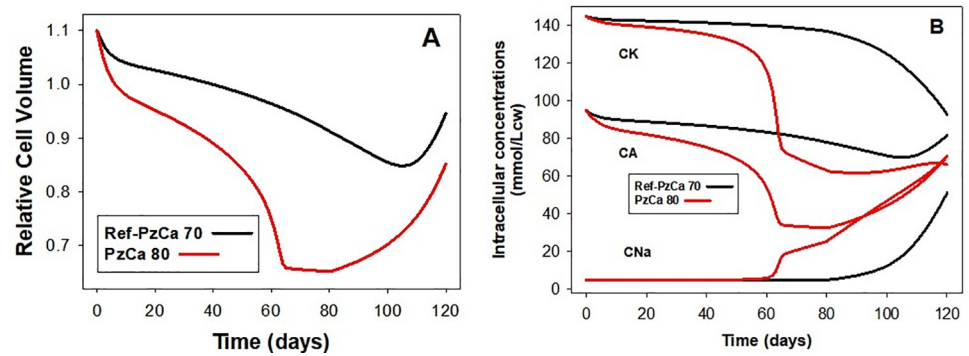 A
Relative Cell Volume
1.1
1.0
0.9
0.8
0.7
Ref-PzCa 70
PzCa 80
0 20 40 60 80 100 120
Time (days)
B
Intracellular concentrations
(mmol/Lcw)
140
120
100
80
60
40
20
0
CK
CA
Ref-PzCa 70
PzCa 80
CNa
0 20 40 60 80 100 120
Time (days)